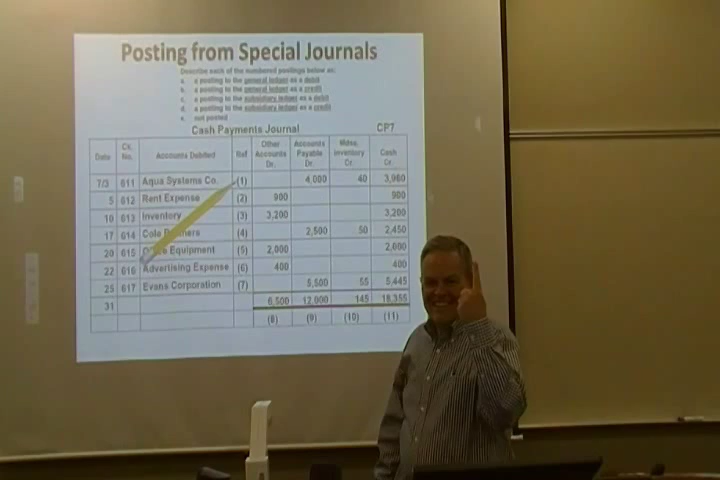 Posting from Special Journals
Describe each of the numbered postings below as:
a. a posting to the general ledger as a debit
b. a posting to the general ledger as a credit
c. a posting to the subsidiary ledger as a debit
d. a posting to the subsidiary ledger as a credit
e. not posted
Cash Payments Journal CP7
Date Ck. No. Accounts Debited Ref Other Accounts Dr. Accounts Payable Dr. Mdse. Inventory Cr. Cash Cr.
7/3 611 Aqua Systems Co. (1) 4,000 40 3,960
5 612 Rent Expense (2) 900 900
10 613 Inventory (3) 3,200 3,200
17 614 Cole (4) 2,500 50 2,450
20 615 Equipment (5) 2,000 2,000
22 616 Advertising Expense (6) 400 400
25 617 Evans Corporation (7) 5,500 55 5,445
31 6,500 12,000 145 18,355
(8) (9) (10) (11)